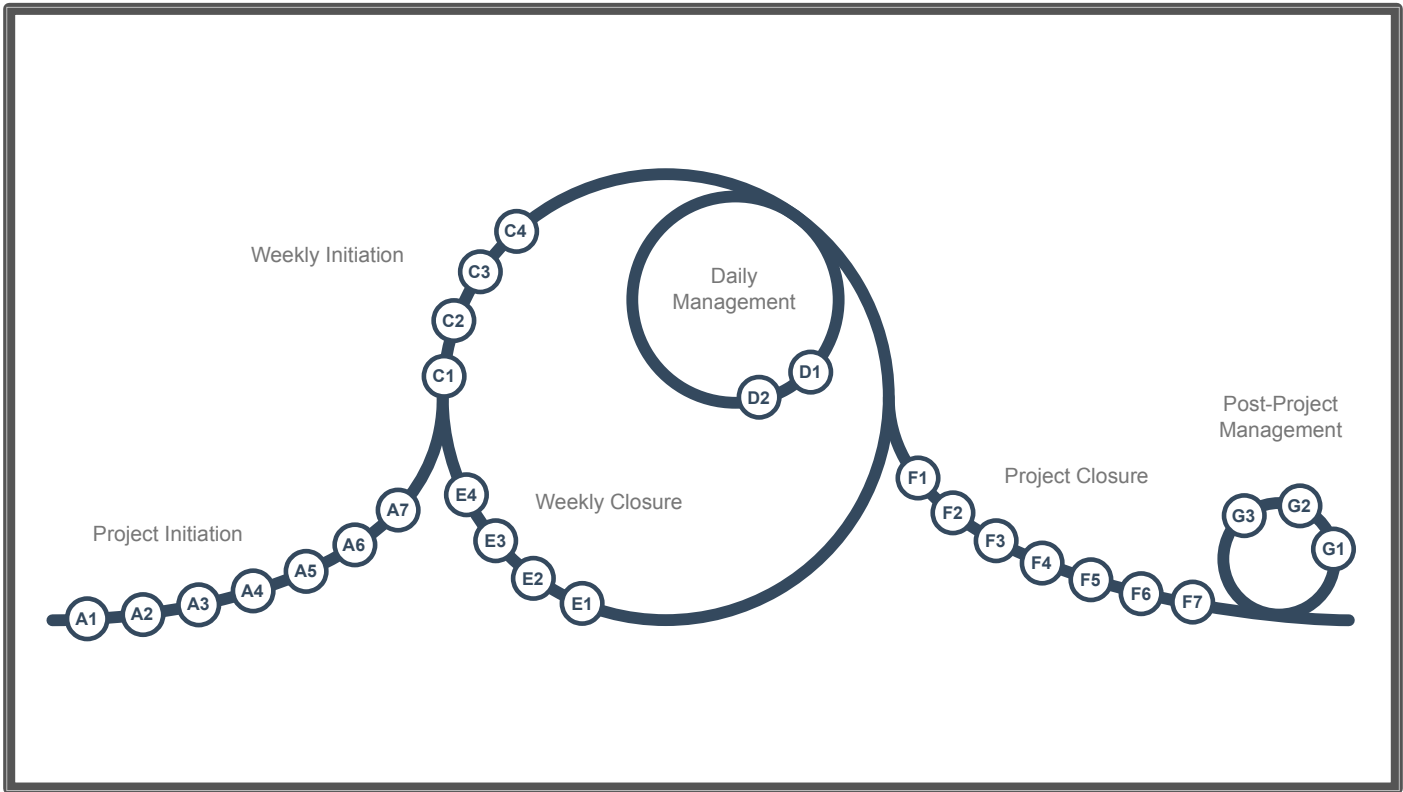 Project Initiation
A1
A2
A3
A4
A5
A6
A7
Weekly Initiation
C1
C2
C3
C4
Daily
Management
D1
D2
Weekly Closure
E1
E2
E3
E4
Project Closure
F1
F2
F3
F4
F5
F6
F7
Post-Project
Management
G1
G2
G3